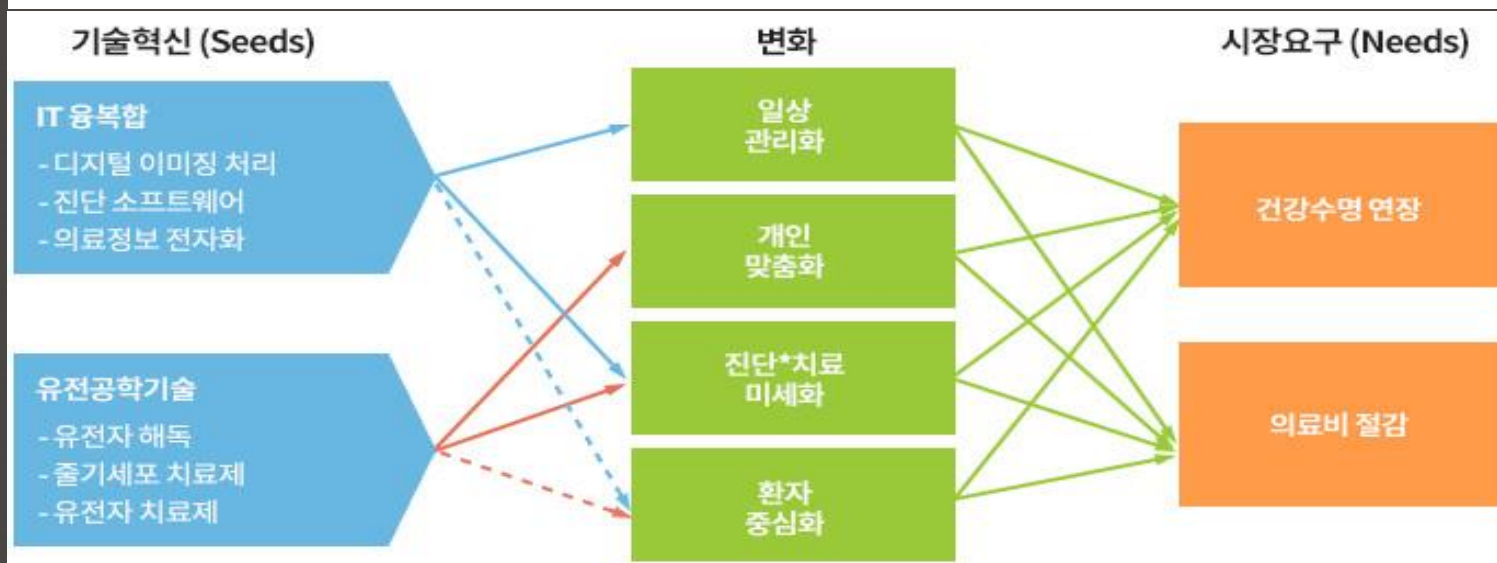 기술혁신 (Seeds)
변화
시장요구 (Needs)
IT 융복합
- 디지털 이미징 처리
- 진단 소프트웨어
- 의료정보 전자화
유전공학기술
- 유전자 해독
- 줄기세포 치료제
- 유전자 치료제
일상
관리화
개인
맞춤화
진단*치료
미세화
환자
중심화
건강수명 연장
의료비 절감